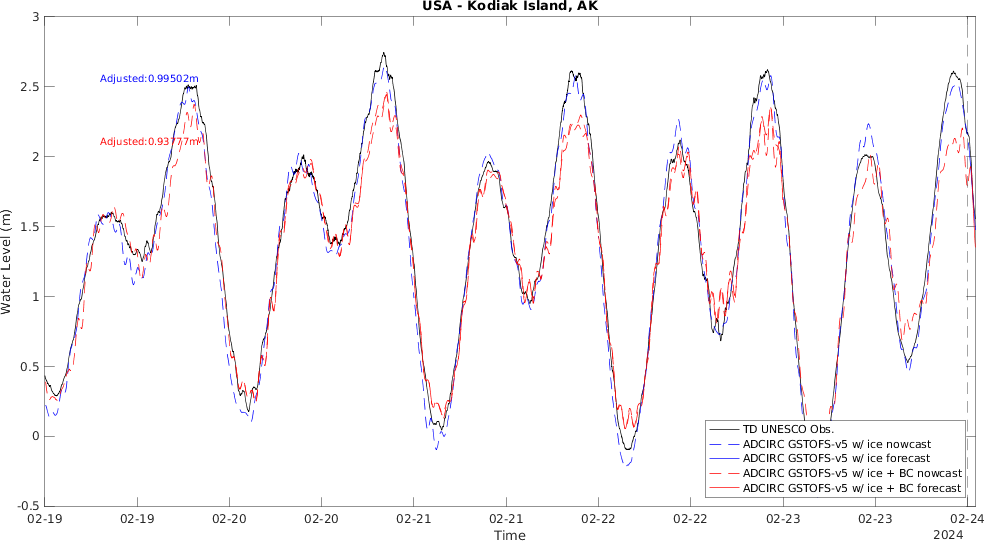 USA - Kodiak Island, AK
3
2.5
2
1.5
1
0.5
0
-0.5
Water Level (m)
Adjusted:0.99502m
Adjusted:0.93777m
TD UNESCO Obs.
ADCIRC GSTOFS-v5 w/ ice nowcast
ADCIRC GSTOFS-v5 w/ ice forecast
ADCIRC GSTOFS-v5 w/ ice + BC nowcast
ADCIRC GSTOFS-v5 w/ ice + BC forecast
02-19 02-19 02-20 02-20 02-21 02-21 02-22 02-22 02-23 02-23 02-24
Time
2024